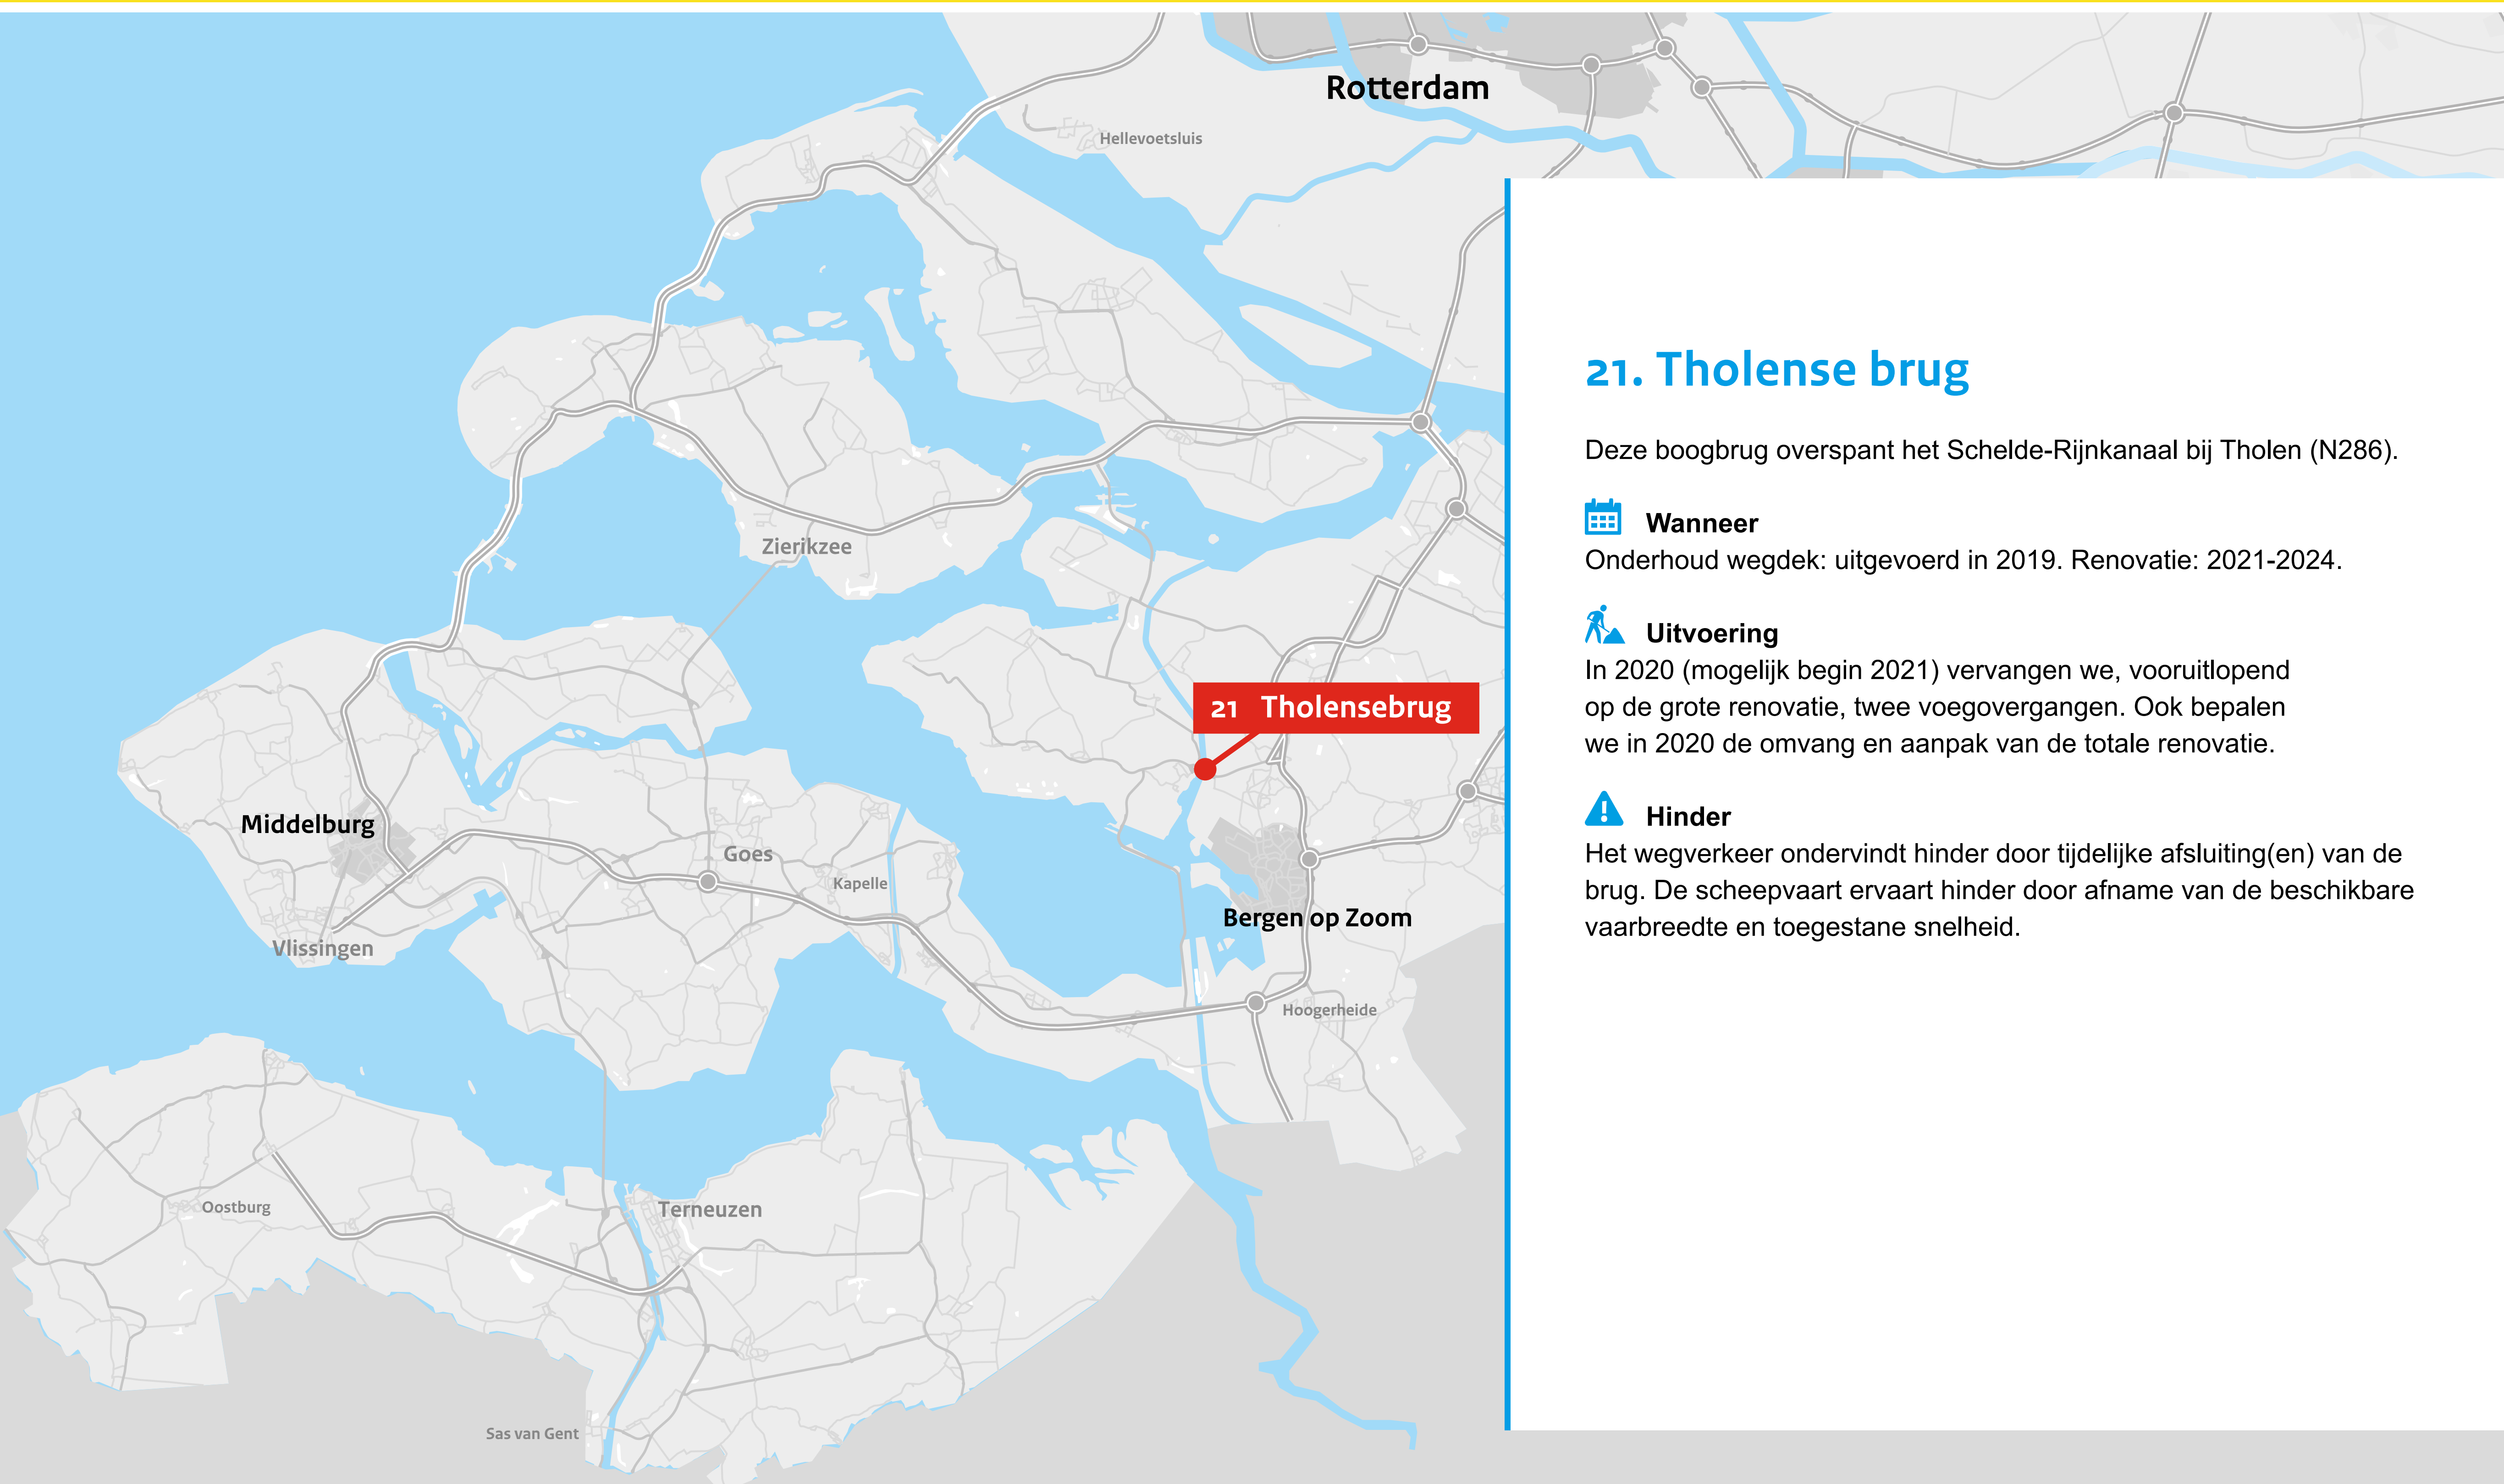 Rotterdam
Hellevoetsluis
Zierikzee
21 Tholensebrug
Middelburg
Goes
Kapelle
Bergen op Zoom
Vlissingen
Hoogerheide
Oostburg
Terneuzen
Sas van Gent
21. Tholense brug
Deze boogbrug overspant het Schelde-Rijnkanaal bij Tholen (N286).
Wanneer
Onderhoud wegdek: uitgevoerd in 2019. Renovatie: 2021-2024.
Uitvoering
In 2020 (mogelijk begin 2021) vervangen we, vooruitlopend
op de grote renovatie, twee voegovergangen. Ook bepalen
we in 2020 de omvang en aanpak van de totale renovatie.
Hinder
Het wegverkeer ondervindt hinder door tijdelijke afsluiting(en) van de
brug. De scheepvaart ervaart hinder door afname van de beschikbare
vaarbreedte en toegestane snelheid.